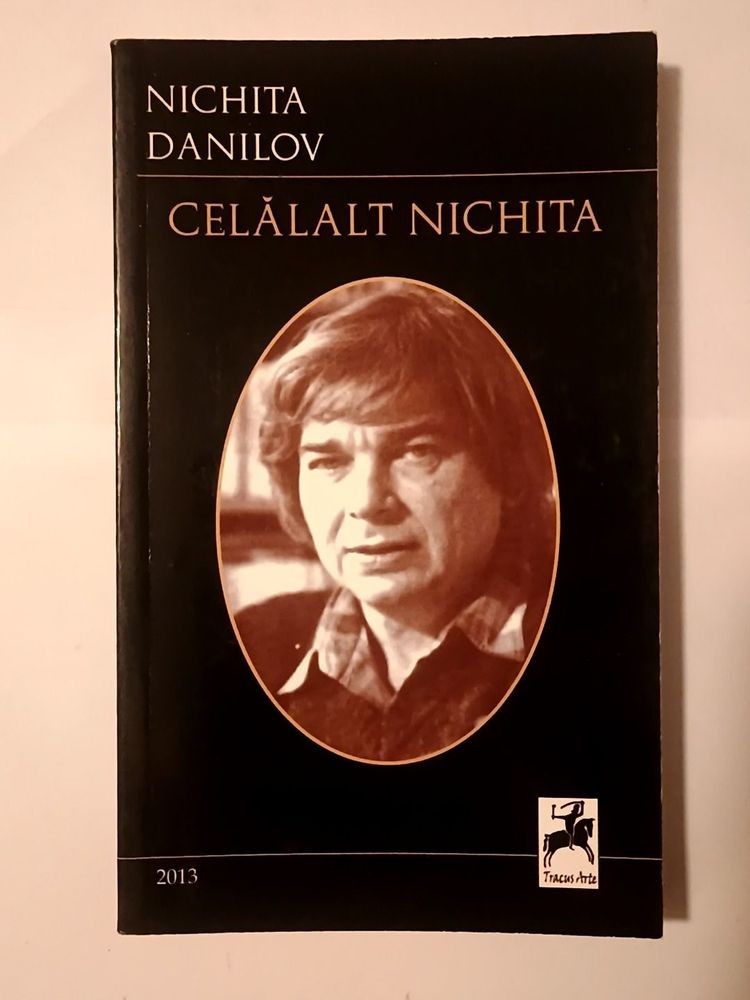 NICHITA
DANILOV
CELĂLALT NICHITA
Tracus Arte
2013